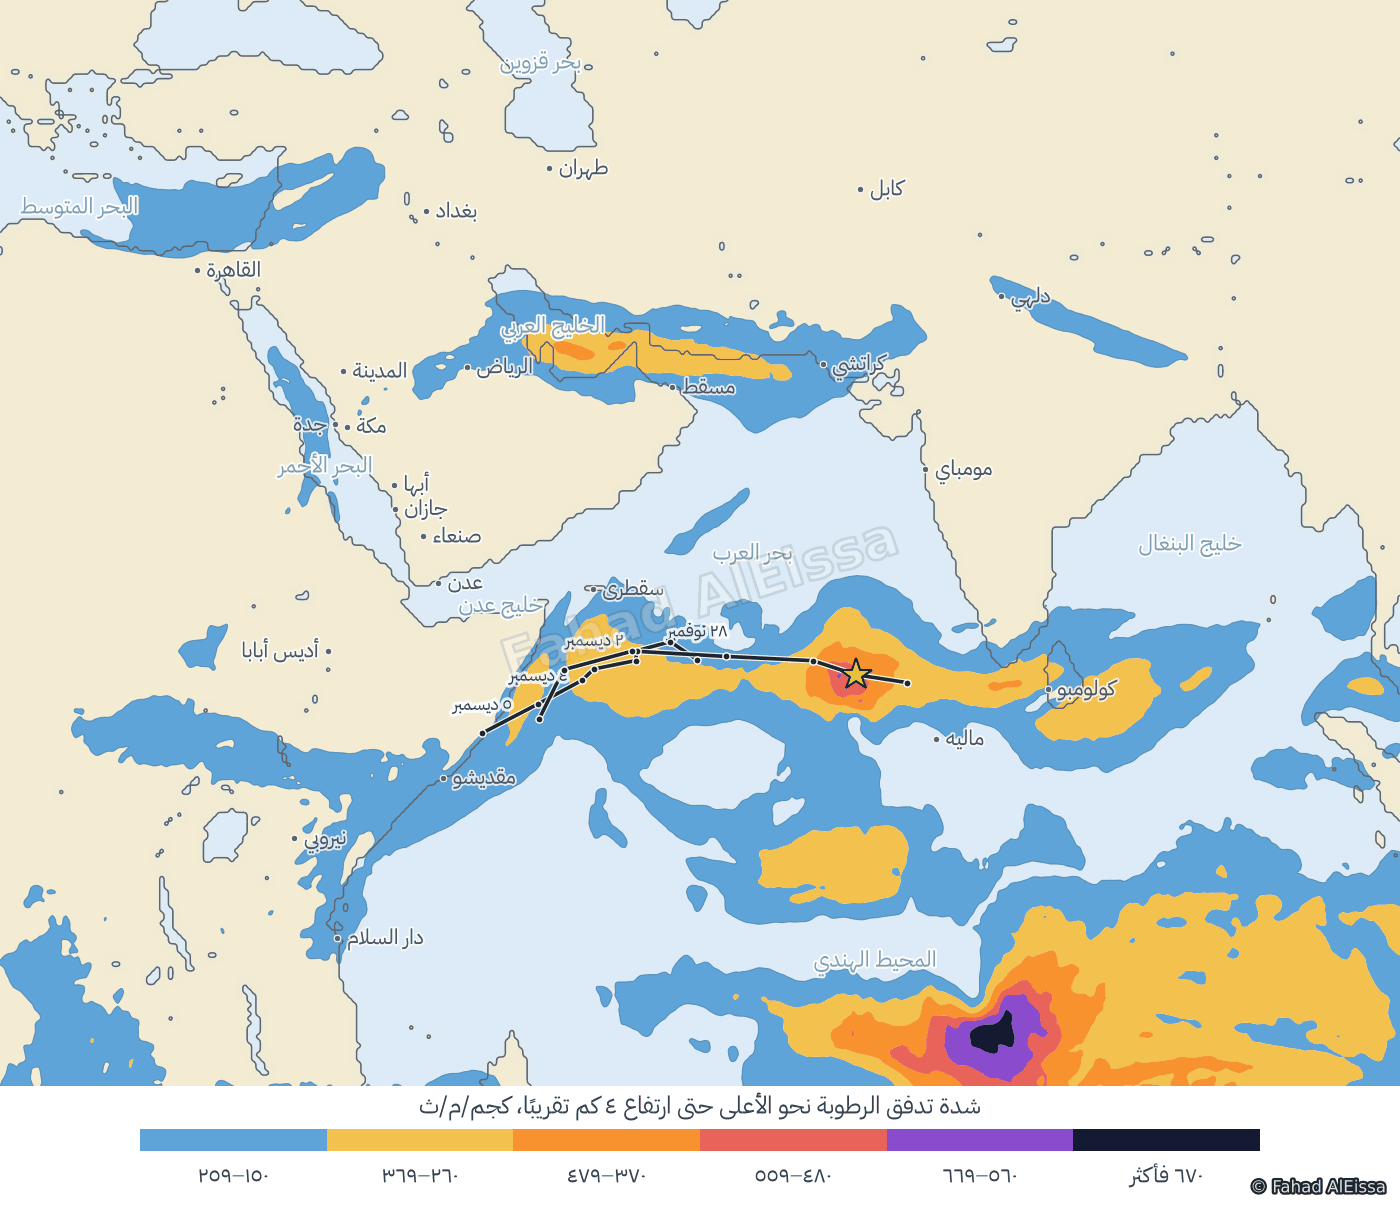 بحر قزوين
طهران
كابل
البحر المتوسط
بغداد
القاهرة
دلهي
الخليج العربي
كراتشي
الرياض
المدينة
مسقط
جدة
مكة
البحر الأحمر
مومباي
أبها
جازان
صنعاء
خليج البنغال
بحر العرب
عدن
سقطرى
خليج عدن
Fahad AlEissa
٢٨ نوفمبر
٢ ديسمبر
أديس أبابا
٤ ديسمبر
كولومبو
٥ ديسمبر
ماليه
مقديشو
نيروبي
دار السلام
المحيط الهندي
شدة تدفق الرطوبة نحو الأعلى حتى ارتفاع ٤ كم تقريبًا، كجم/م/ث
١٥٠–٢٥٩
٢٦٠–٣٦٩
٣٧٠–٤٧٩
٤٨٠–٥٥٩
٥٦٠–٦٦٩
٦٧٠ فأكثر
© Fahad AlEissa